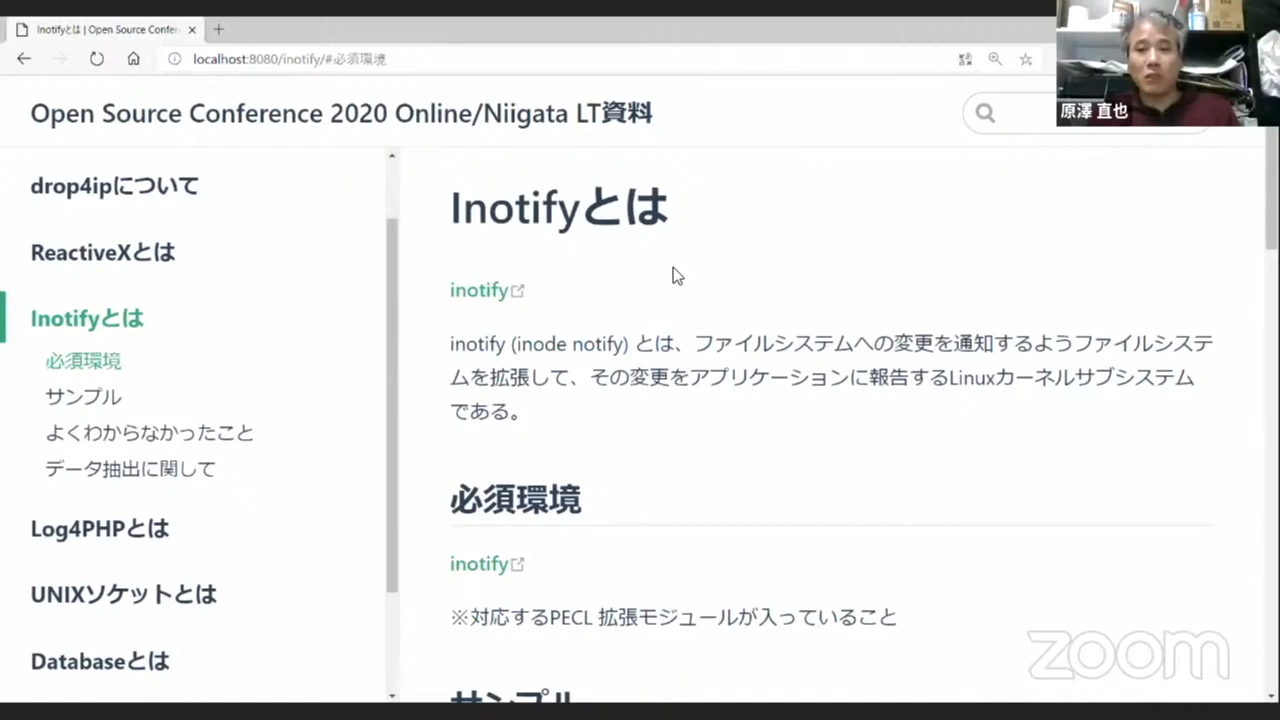 Inotifyとは | Open Source Confer
localhost:8080/inotify/#必須環境
原澤 直也
Open Source Conference 2020 Online/Niigata LT資料
drop4ipについて
ReactiveXとは
Inotifyとは
必須環境
サンプル
よくわからなかったこと
データ抽出に関して
Log4PHPとは
UNIXソケットとは
Databaseとは
Inotifyとは
inotify
inotify (inode notify) とは、ファイルシステムへの変更を通知するようファイルシステ
ムを拡張して、その変更をアプリケーションに報告するLinuxカーネルサブシステム
である。
必須環境
inotify
※対応するPECL 拡張モジュールが入っていること
サンプル
zoom